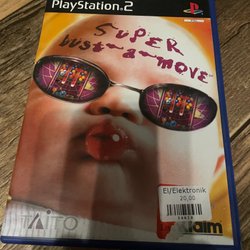 PlayStation 2
SUPER
bust-a-MOVE
El/Elektronik
20,00
TAITO
Acclaim